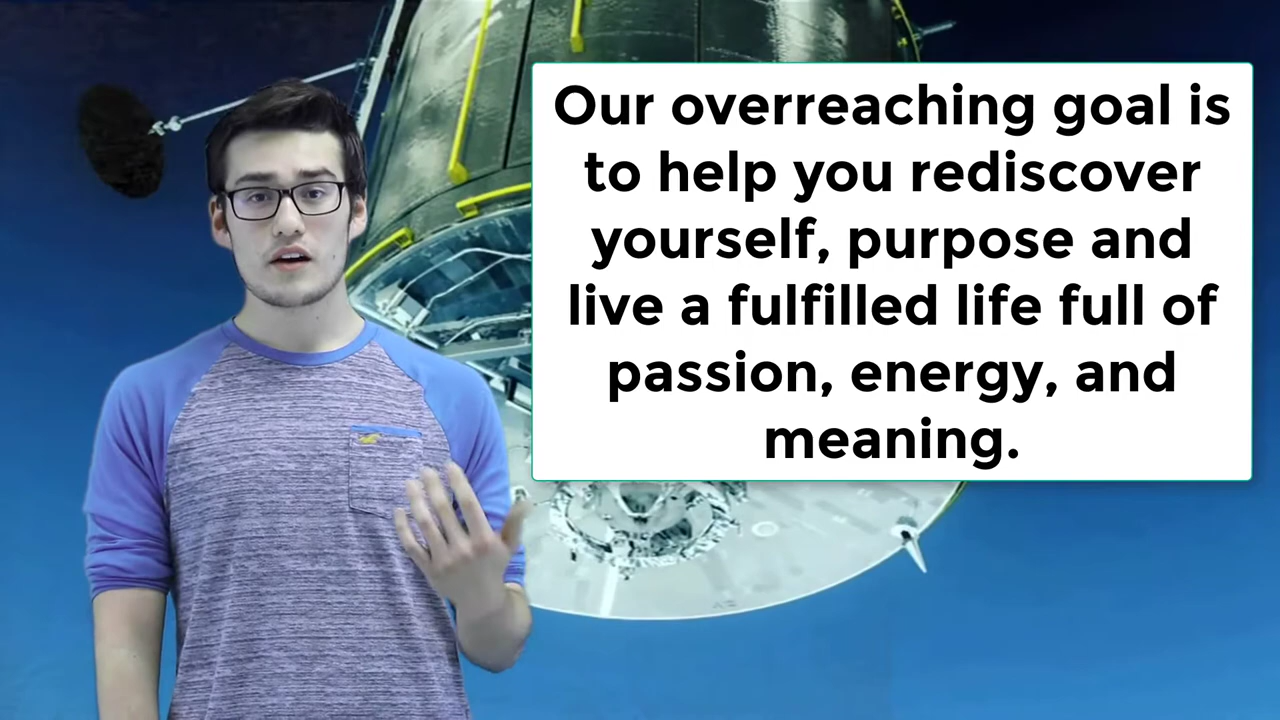 Our overreaching goal is
to help you rediscover
yourself, purpose and
live a fulfilled life full of
passion, energy, and
meaning.